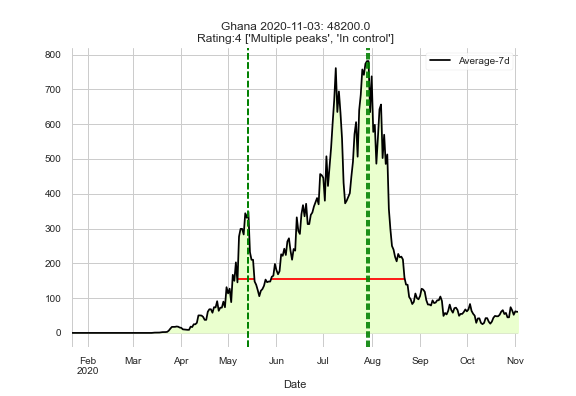 Ghana 2020-11-03: 48200.0
Rating:4 ['Multiple peaks', 'In control']
Average-7d
800
700
600
500
400
300
200
100
0
Feb Mar Apr May Jun Jul Aug Sep Oct Nov
2020
Date